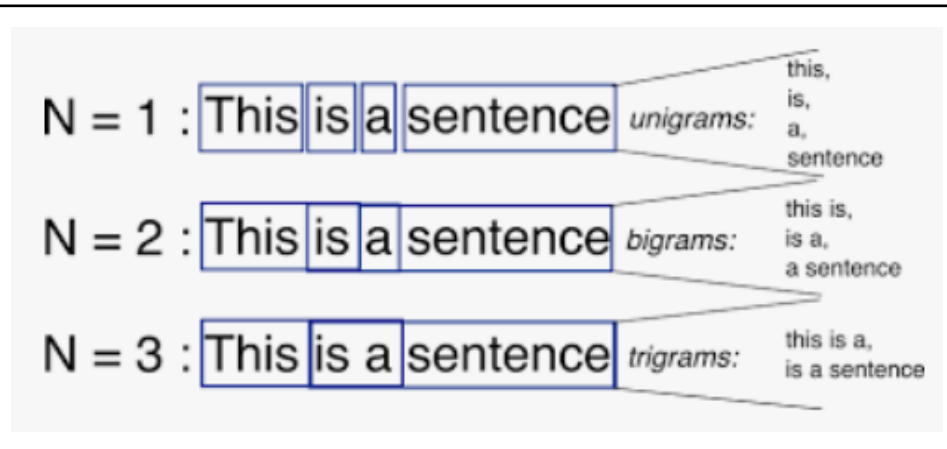 N = 1 : This is a sentence unigrams:
this,
is,
a,
sentence
N = 2 : This is a sentence bigrams:
this is,
is a,
a sentence
N = 3 : This is a sentence trigrams:
this is a,
is a sentence